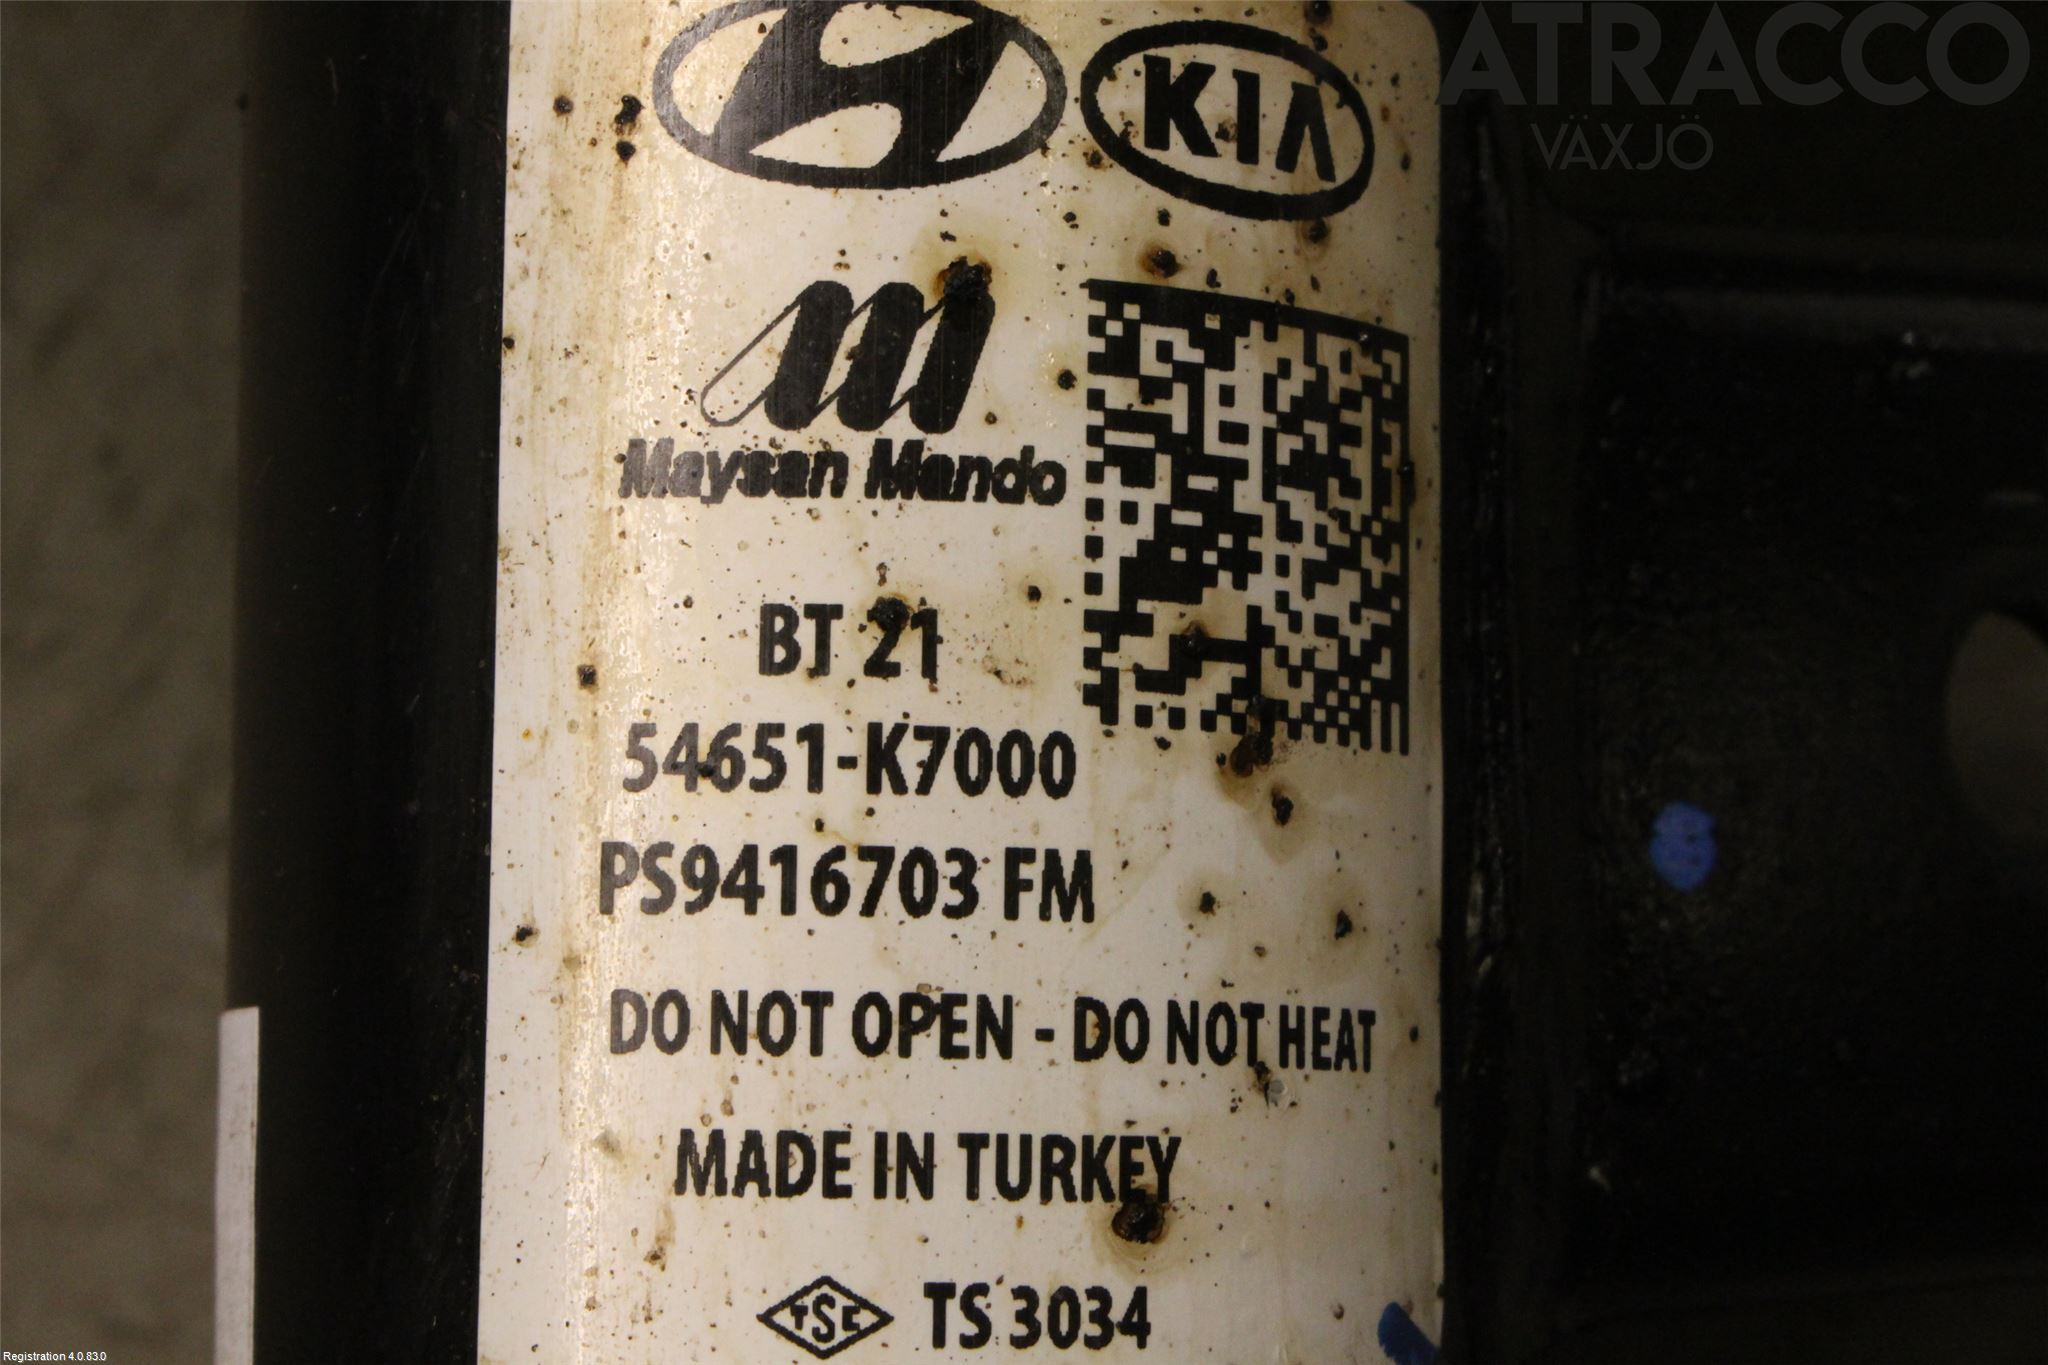 ATRACCO
VÄXJÖ
KIA
Maysan Mando
BT 21
54651-K7000
PS9416703 FM
DO NOT OPEN - DO NOT HEAT
MADE IN TURKEY
TSE TS 3034
Registration 4.0.83.0